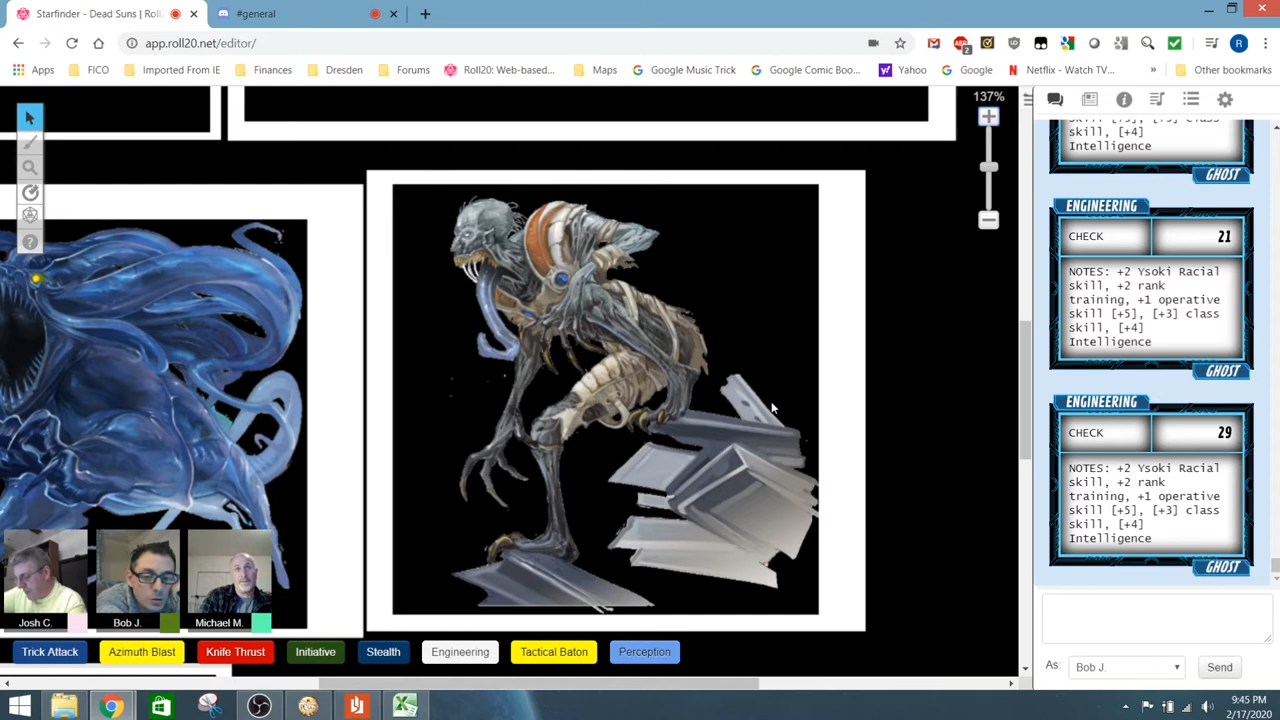 Starfinder - Dead Suns | Roll
#general
app.roll20.net/editor/
2
R
Apps
FICO
Imported From IE
Finances
Dresden
Forums
Roll20: Web-based...
Maps
Google Music Trick
Google Comic Boo...
Yahoo
Google
Netflix - Watch TV...
»
Other bookmarks
137%
skill, [+4]
Intelligence
GHOST
ENGINEERING
CHECK
21
NOTES: +2 Ysoki Racial
skill, +2 rank
training, +1 operative
skill [+5], [+3] class
skill, [+4]
Intelligence
GHOST
ENGINEERING
CHECK
29
NOTES: +2 Ysoki Racial
skill, +2 rank
training, +1 operative
skill [+5], [+3] class
skill, [+4]
Intelligence
GHOST
Josh C.
Bob J.
Michael M.
Trick Attack
Azimuth Blast
Knife Thrust
Initiative
Stealth
Engineering
Tactical Baton
Perception
As:
Bob J.
Send
9:45 PM
2/17/2020